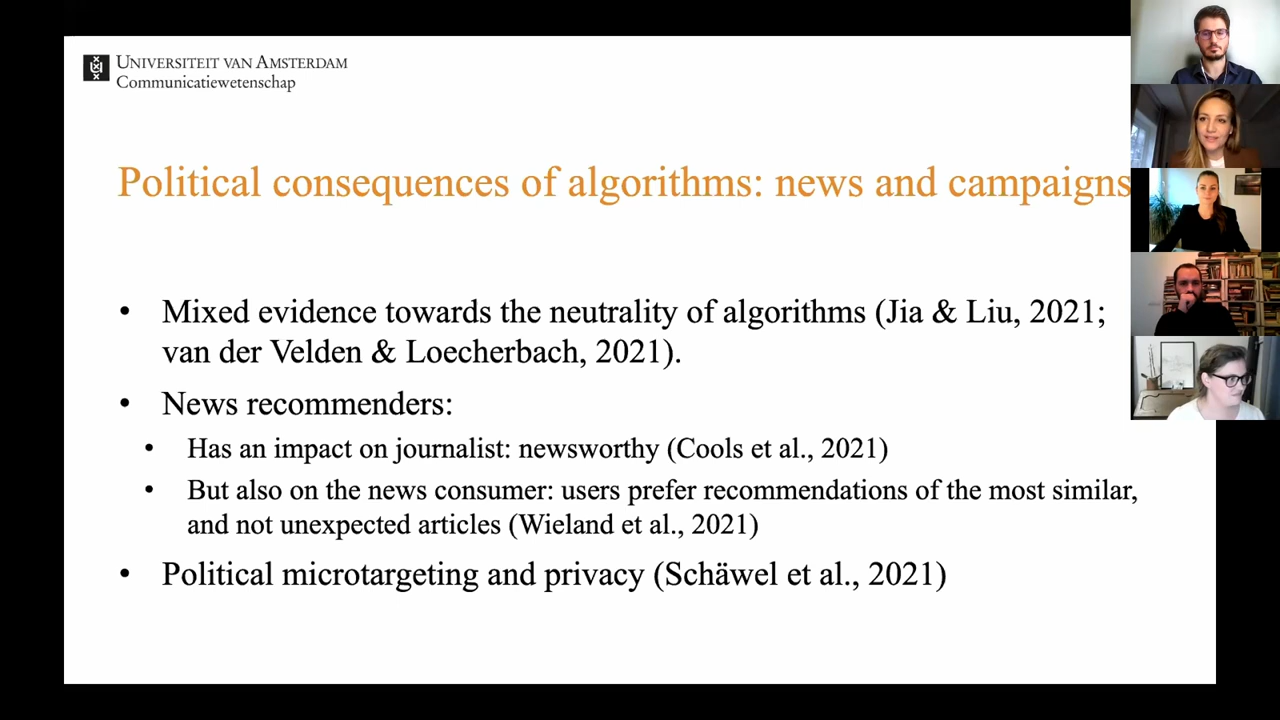 UNIVERSITEIT VAN AMSTERDAM
Communicatiewetenschap
Political consequences of algorithms: news and campaigns
• Mixed evidence towards the neutrality of algorithms (Jia & Liu, 2021;
van der Velden & Loecherbach, 2021).
• News recommenders:
• Has an impact on journalist: newsworthy (Cools et al., 2021)
• But also on the news consumer: users prefer recommendations of the most similar,
and not unexpected articles (Wieland et al., 2021)
• Political microtargeting and privacy (Schäwel et al., 2021)